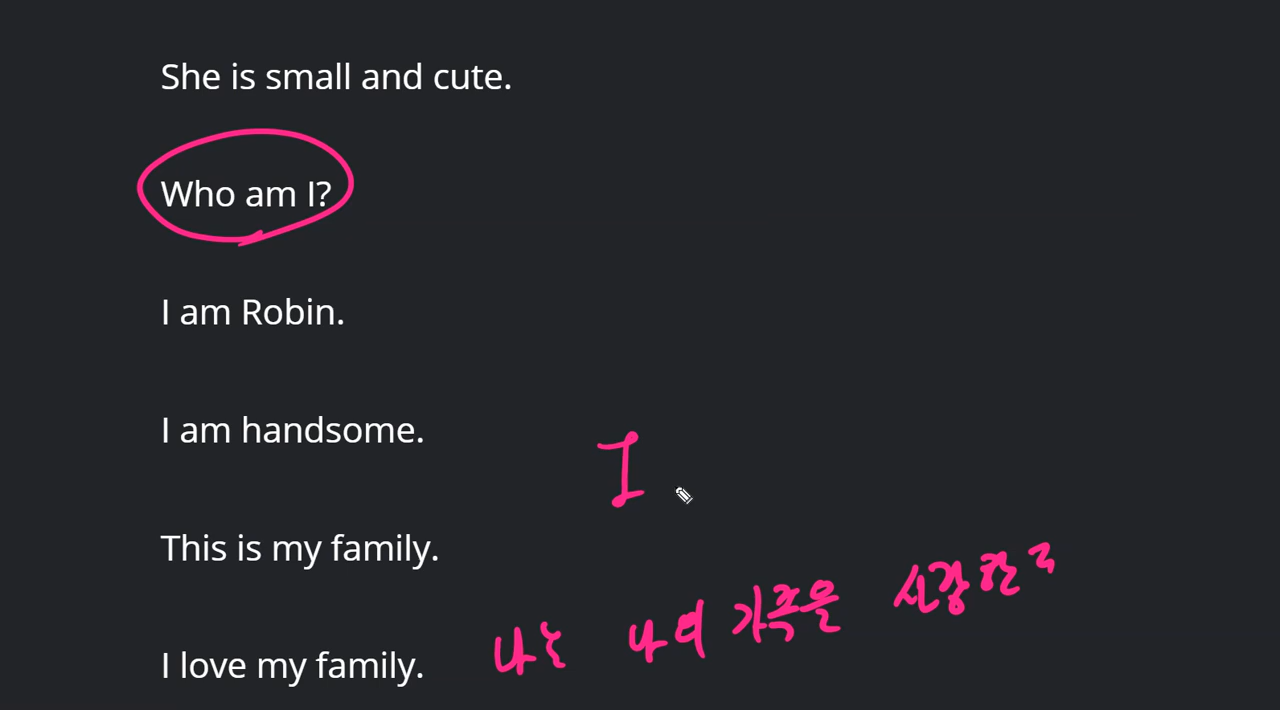 She is small and cute.
Who am I?
I am Robin.
I am handsome.
I
This is my family.
나는 나의 가족을
I love my family.